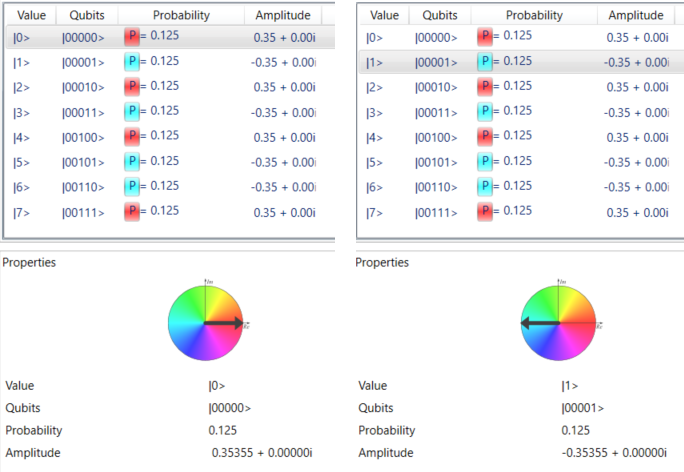 Value Qubits Probability Amplitude
|0> |00000> P = 0.125 0.35 + 0.00i
|1> |00001> P = 0.125 -0.35 + 0.00i
|2> |00010> P = 0.125 0.35 + 0.00i
|3> |00011> P = 0.125 -0.35 + 0.00i
|4> |00100> P = 0.125 0.35 + 0.00i
|5> |00101> P = 0.125 -0.35 + 0.00i
|6> |00110> P = 0.125 -0.35 + 0.00i
|7> |00111> P = 0.125 0.35 + 0.00i
Properties
Im
Re
Value |0>
Qubits |00000>
Probability 0.125
Amplitude 0.35355 + 0.00000i
Value Qubits Probability Amplitude
|0> |00000> P = 0.125 0.35 + 0.00i
|1> |00001> P = 0.125 -0.35 + 0.00i
|2> |00010> P = 0.125 0.35 + 0.00i
|3> |00011> P = 0.125 -0.35 + 0.00i
|4> |00100> P = 0.125 0.35 + 0.00i
|5> |00101> P = 0.125 -0.35 + 0.00i
|6> |00110> P = 0.125 -0.35 + 0.00i
|7> |00111> P = 0.125 0.35 + 0.00i
Properties
Im
Re
Value |1>
Qubits |00001>
Probability 0.125
Amplitude -0.35355 + 0.00000i